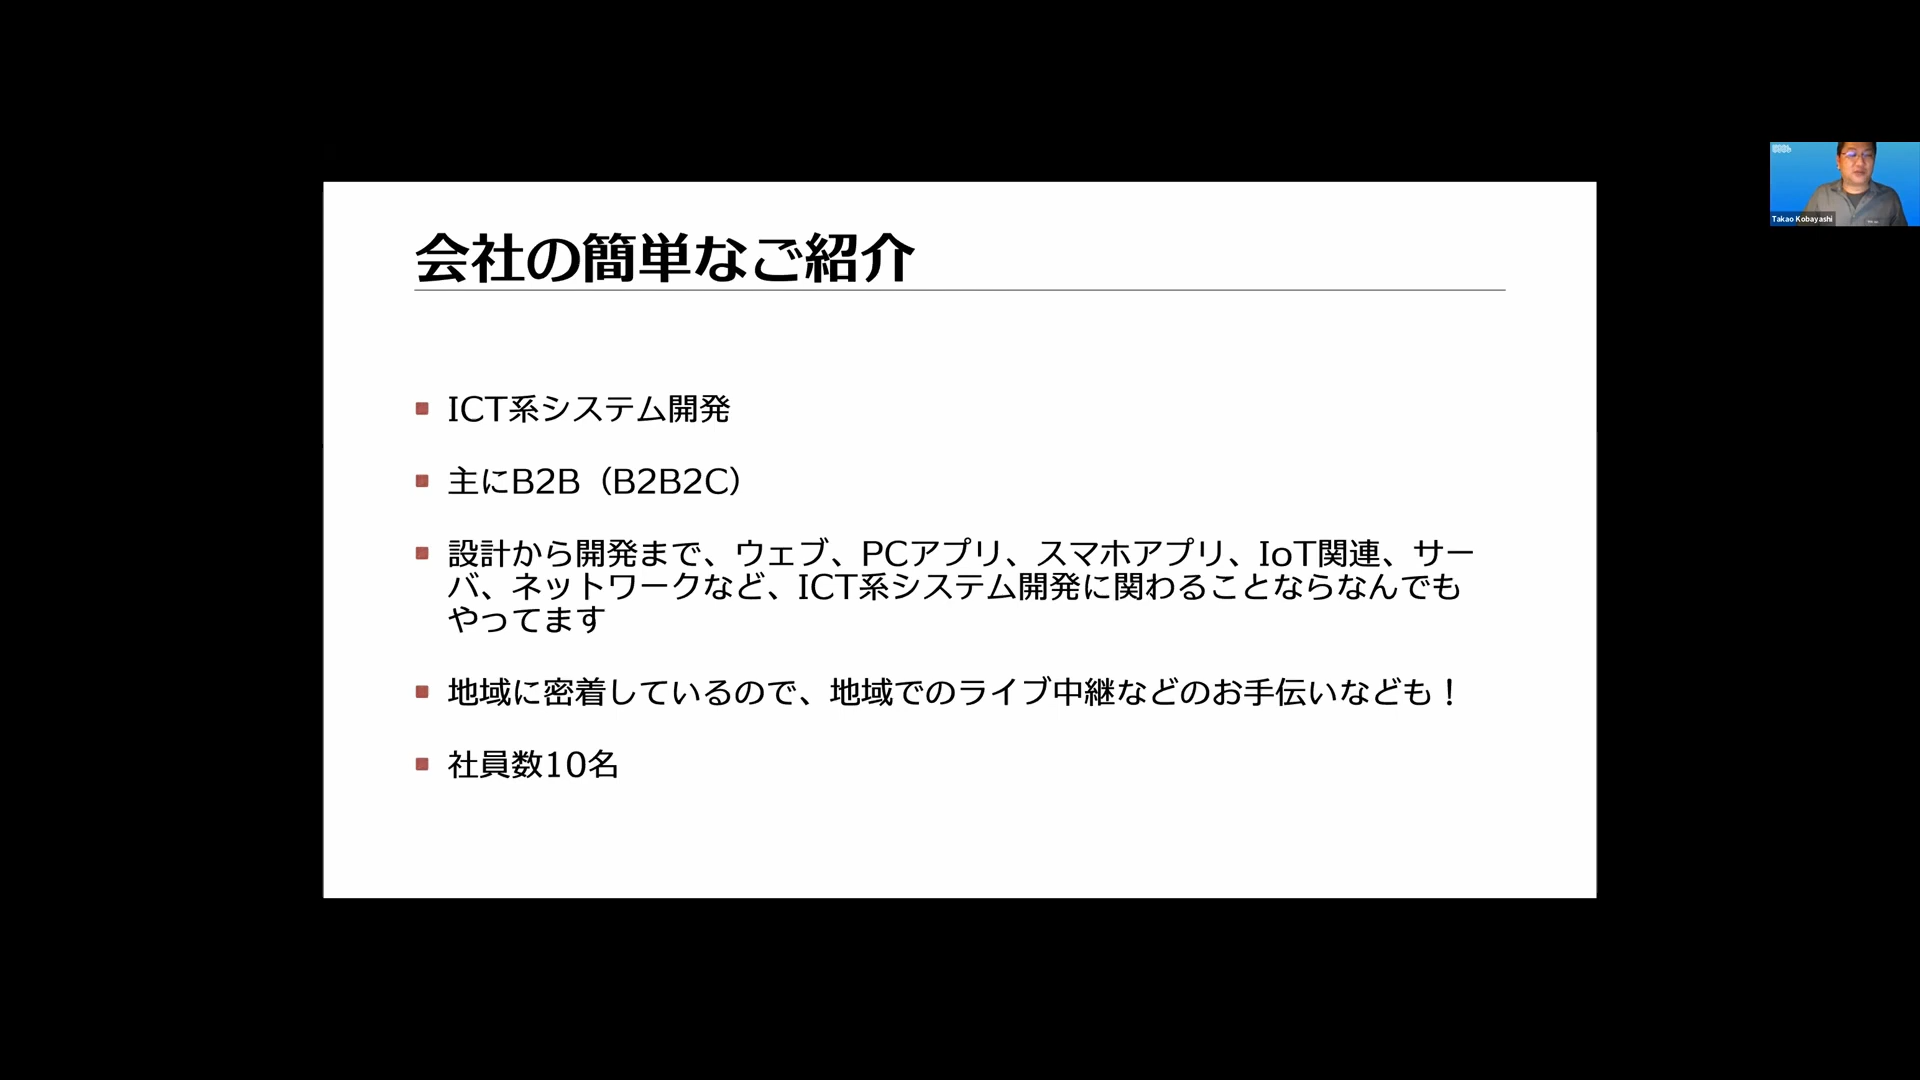 会社の簡単なご紹介
ICT系システム開発
主にB2B（B2B2C）
設計から開発まで、ウェブ、PCアプリ、スマホアプリ、IoT関連、サー
バ、ネットワークなど、ICT系システム開発に関わることならなんでも
やってます
地域に密着しているので、地域でのライブ中継などのお手伝いなども！
社員数10名
Takao Kobayashi